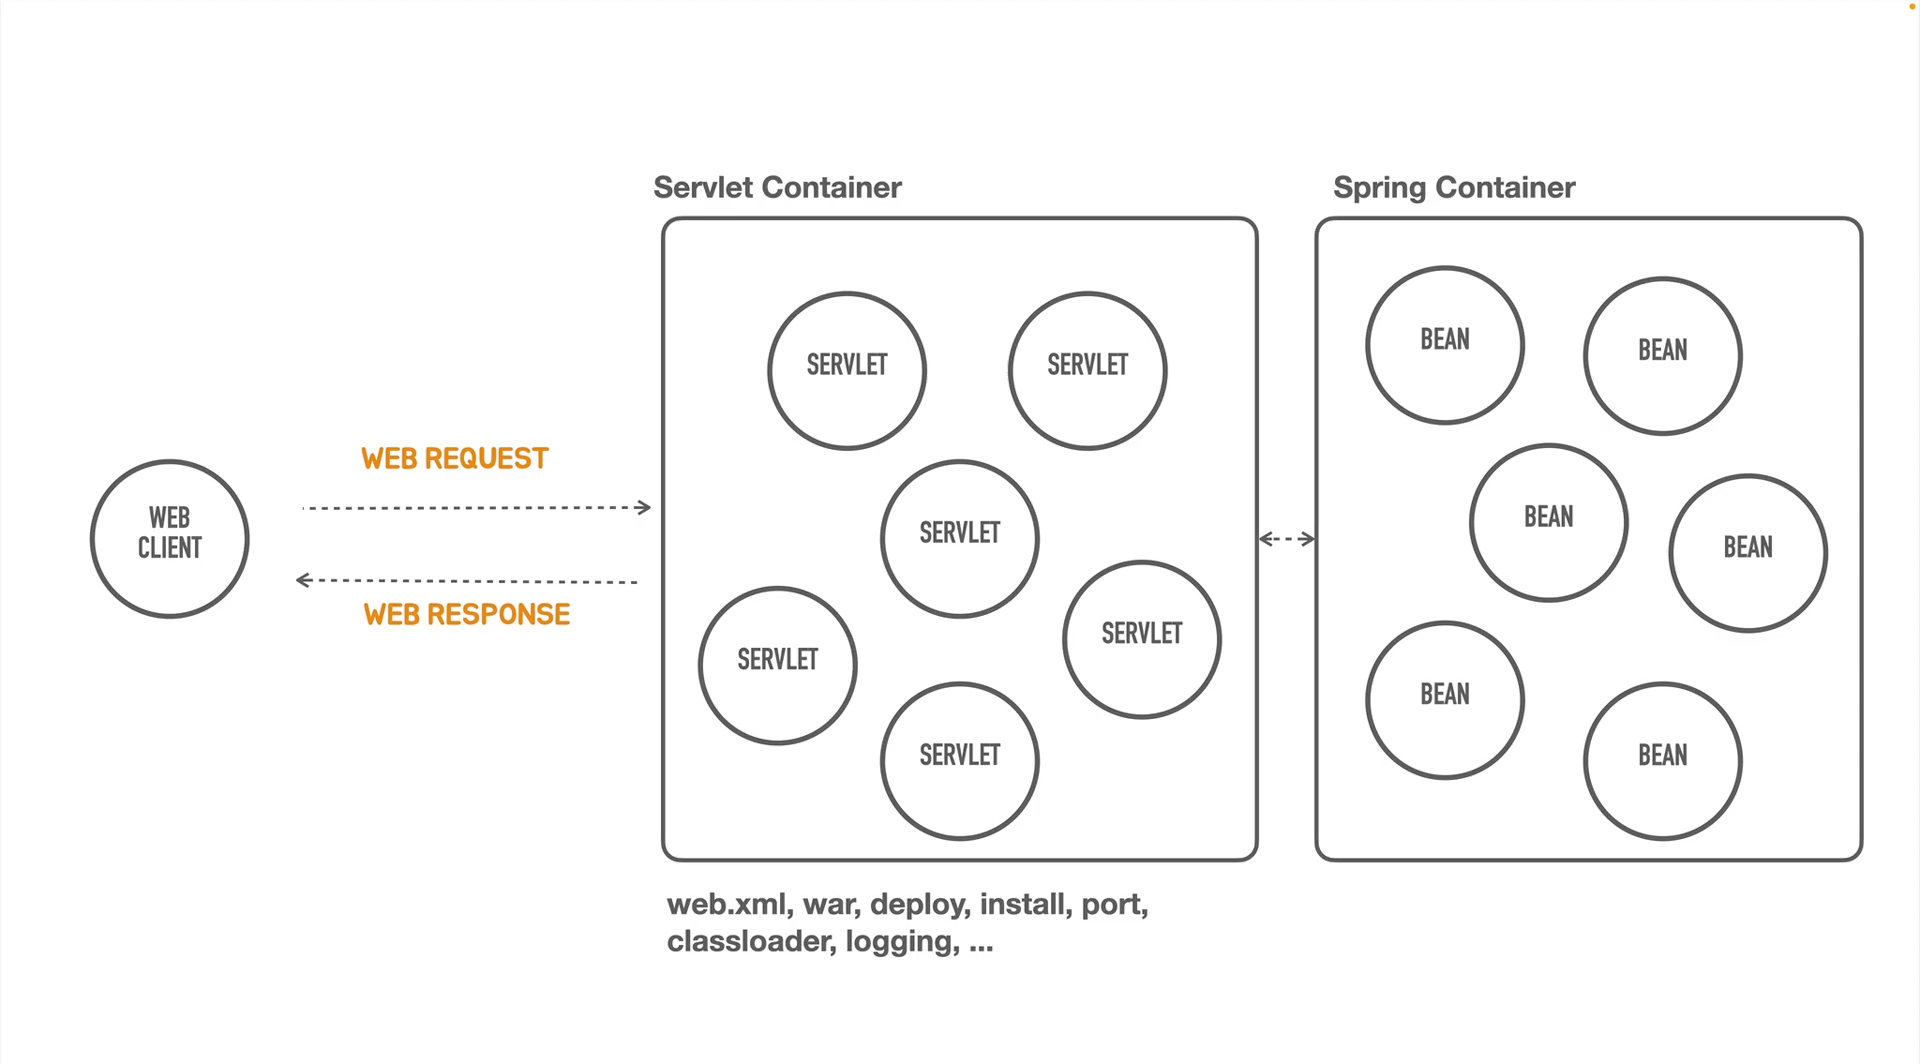 Servlet Container
Spring Container
SERVLET
SERVLET
BEAN
BEAN
WEB REQUEST
WEB
CLIENT
SERVLET
BEAN
BEAN
WEB RESPONSE
SERVLET
SERVLET
BEAN
SERVLET
BEAN
web.xml, war, deploy, install, port,
classloader, logging, ...